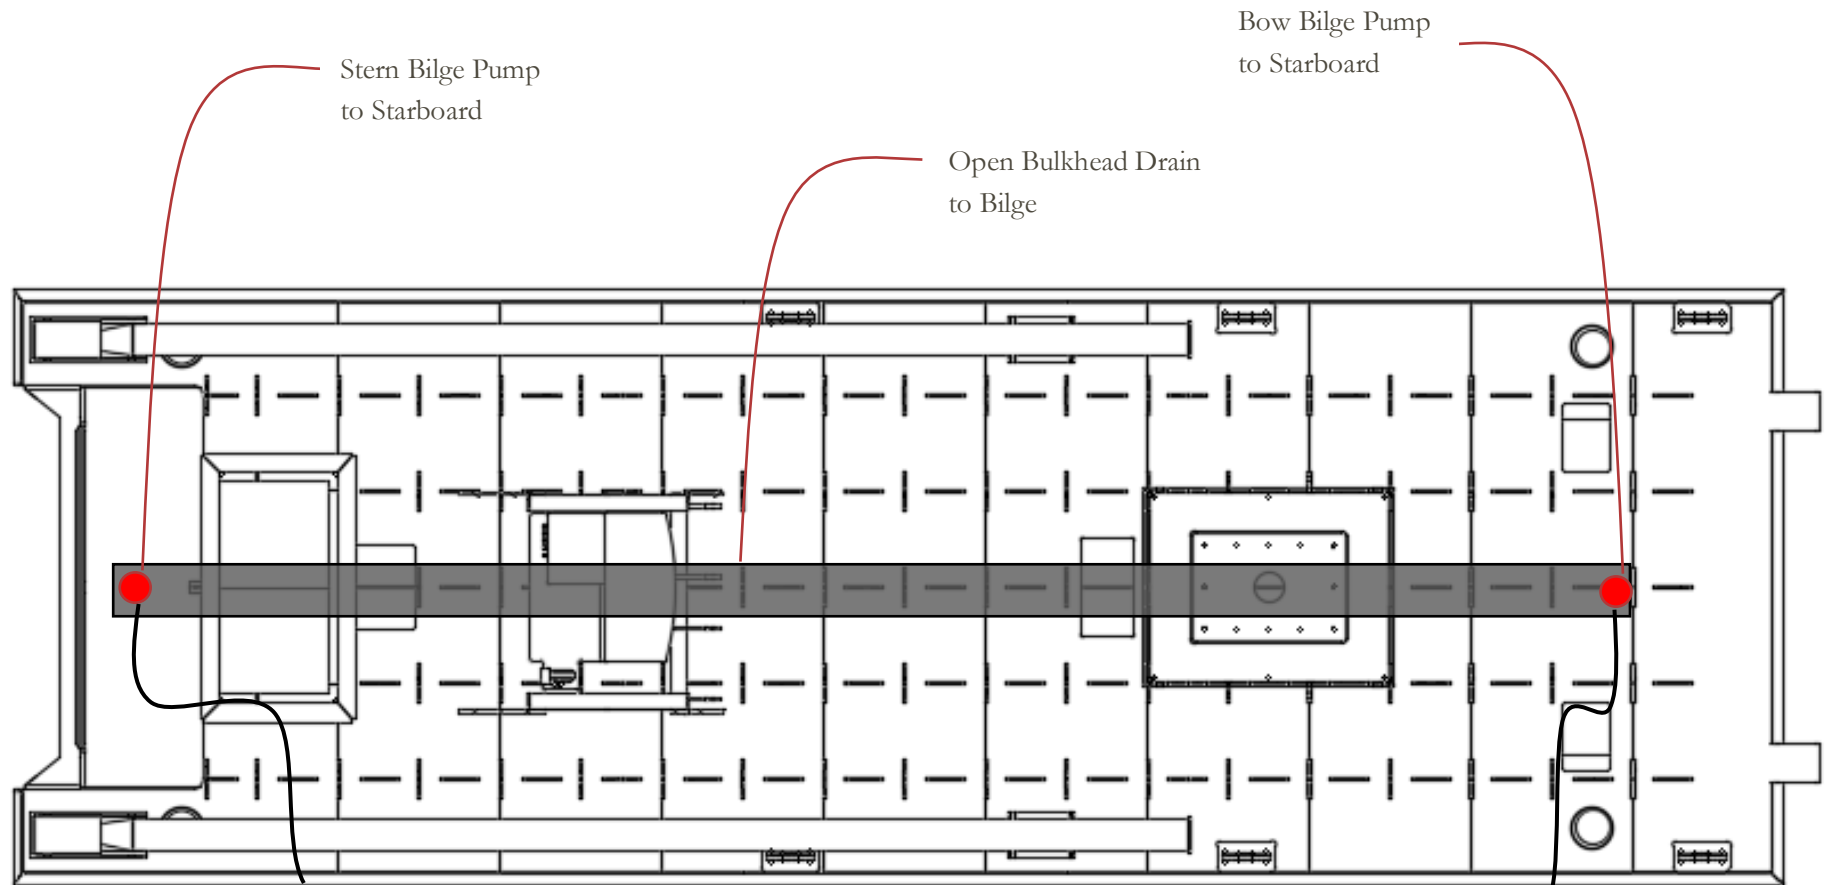 Bow Bilge Pump
to Starboard
Stern Bilge Pump
to Starboard
Open Bulkhead Drain
to Bilge